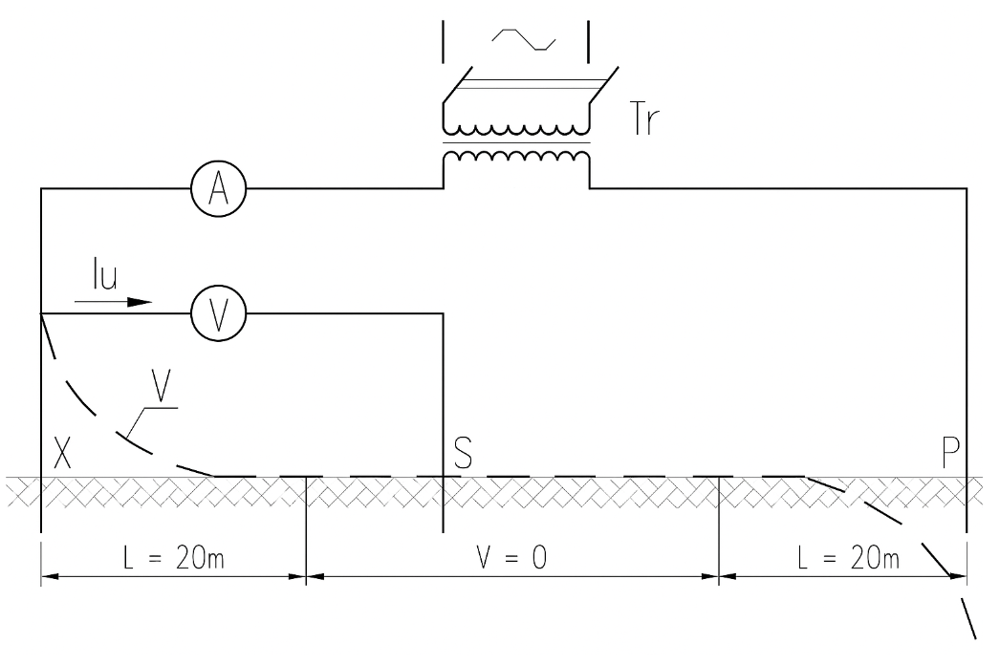 Tr
A
Iu
V
V
X
S
P
L = 20m
V = 0
L = 20m